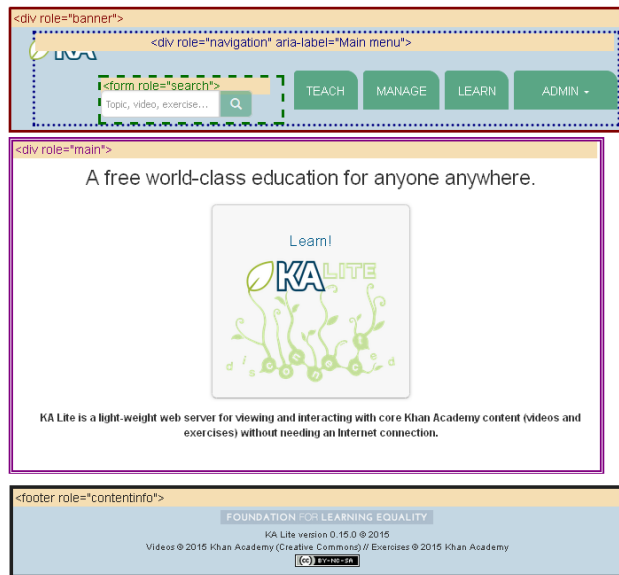 <div role="banner">
<div role="navigation" aria-label="Main menu">
KA
<form role="search">
Topic, video, exercise...
TEACH
MANAGE
LEARN
ADMIN
<div role="main">
A free world-class education for anyone anywhere.
Learn!
KA LITE
disconnected
KA Lite is a light-weight web server for viewing and interacting with core Khan Academy content (videos and
exercises) without needing an Internet connection.
<footer role="contentinfo">
FOUNDATION FOR LEARNING EQUALITY
KA Lite version 0.15.0 © 2015
Videos © 2015 Khan Academy (Creative Commons) // Exercises © 2015 Khan Academy
(cc) BY-NC-SA